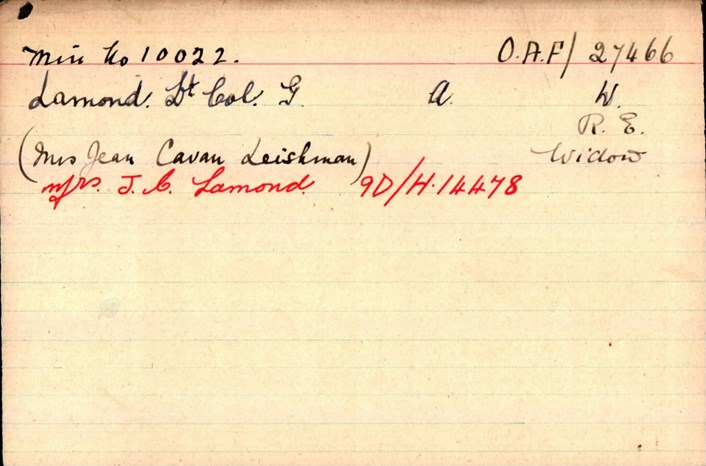 Min No 10022. O.A.F/ 27466
Lamond. Lt Col. G. A. W.
R. E.
(Mrs Jean Cavan Leishman) Widow
Mrs. J. C. Lamond. 9D/H.14478